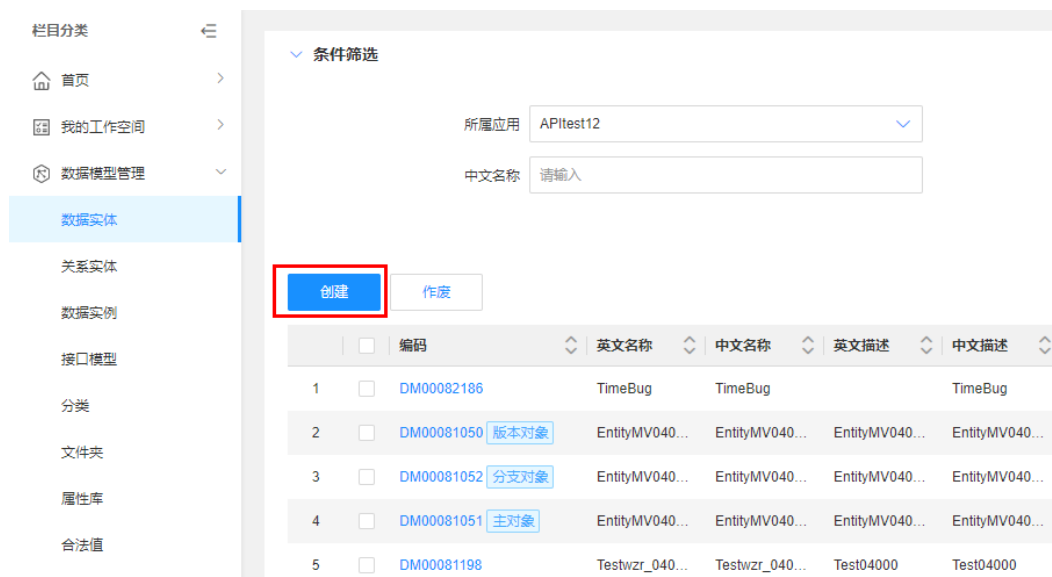 栏目分类
首页
我的工作空间
数据模型管理
数据实体
关系实体
数据实例
接口模型
分类
文件夹
属性库
合法值
条件筛选
所属应用 APItest12
中文名称 请输入
创建 作废
编码 英文名称 中文名称 英文描述 中文描述
1 DM00082186 TimeBug TimeBug TimeBug
2 DM00081050 版本对象 EntityMV040... EntityMV040... EntityMV040... EntityMV040...
3 DM00081052 分支对象 EntityMV040... EntityMV040... EntityMV040... EntityMV040...
4 DM00081051 主对象 EntityMV040... EntityMV040... EntityMV040... EntityMV040...
5 DM00081198 Testwzr_040... Testwzr_040... Test04000 Test04000